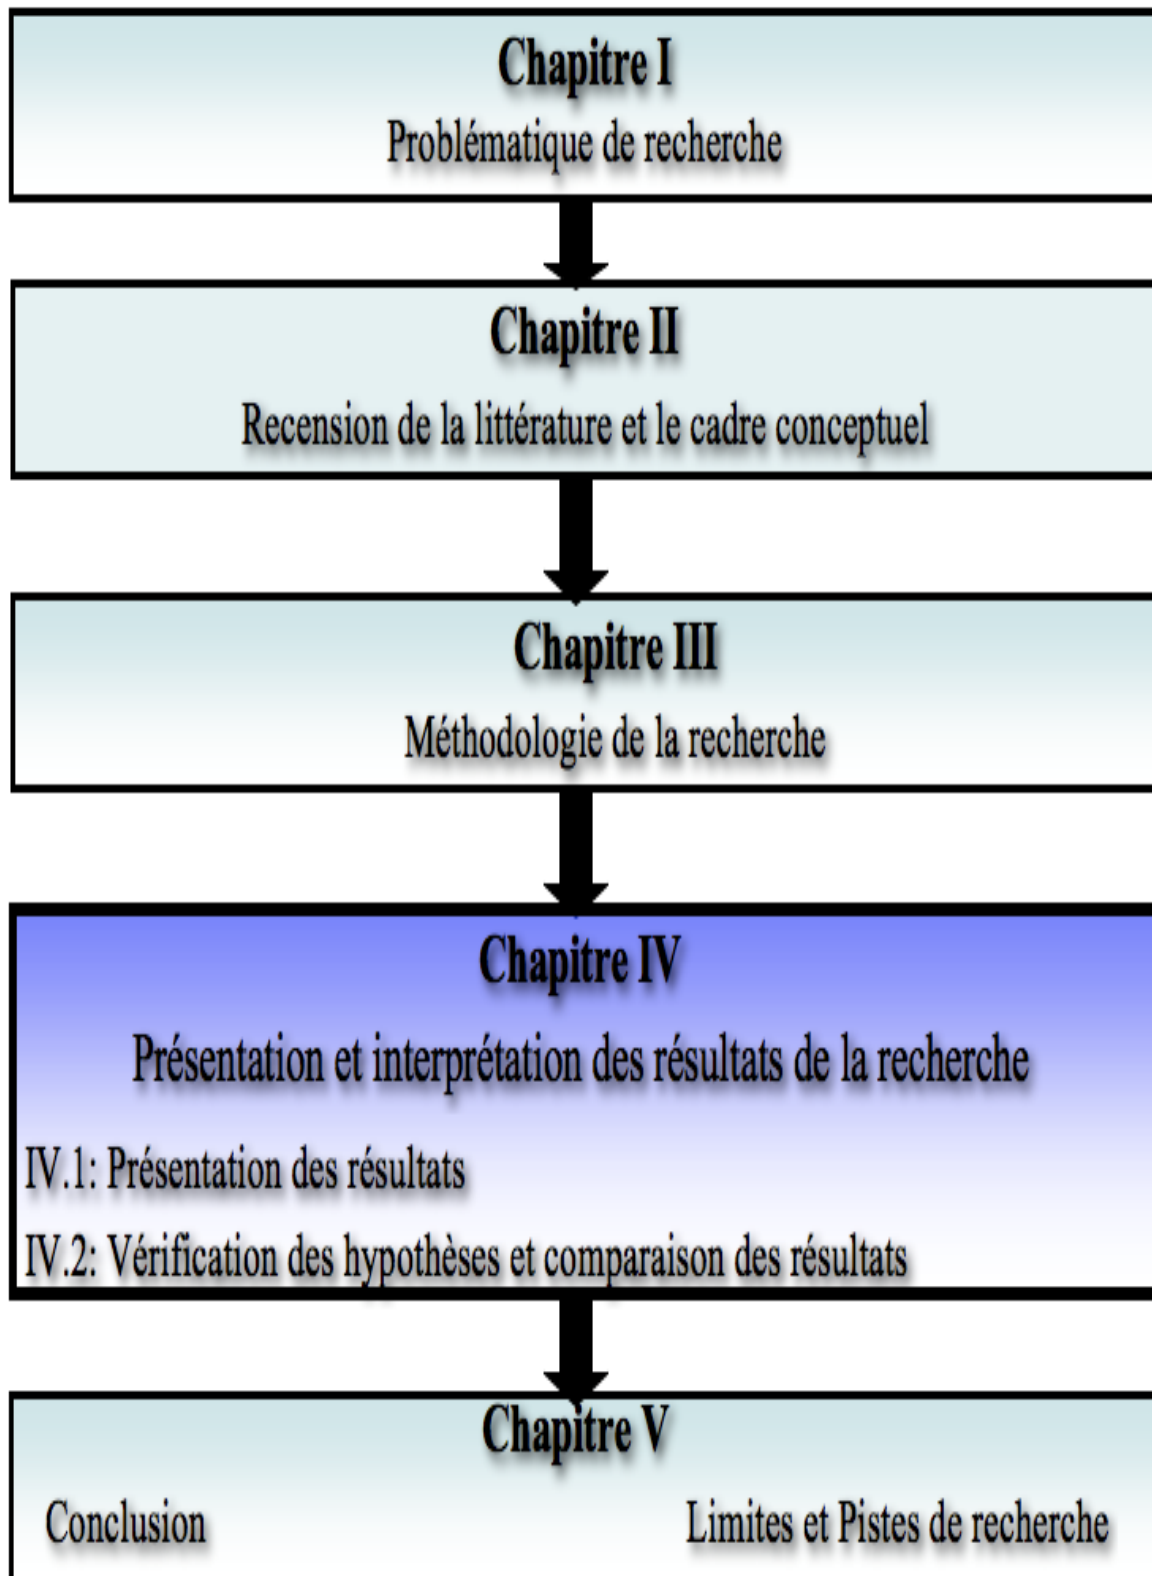 Chapitre I
Problématique de recherche
Chapitre II
Recension de la littérature et le cadre conceptuel
Chapitre III
Méthodologie de la recherche
Chapitre IV
Présentation et interprétation des résultats de la recherche
IV.1: Présentation des résultats
IV.2: Vérification des hypothèses et comparaison des résultats
Chapitre V
Conclusion Limites et Pistes de recherche